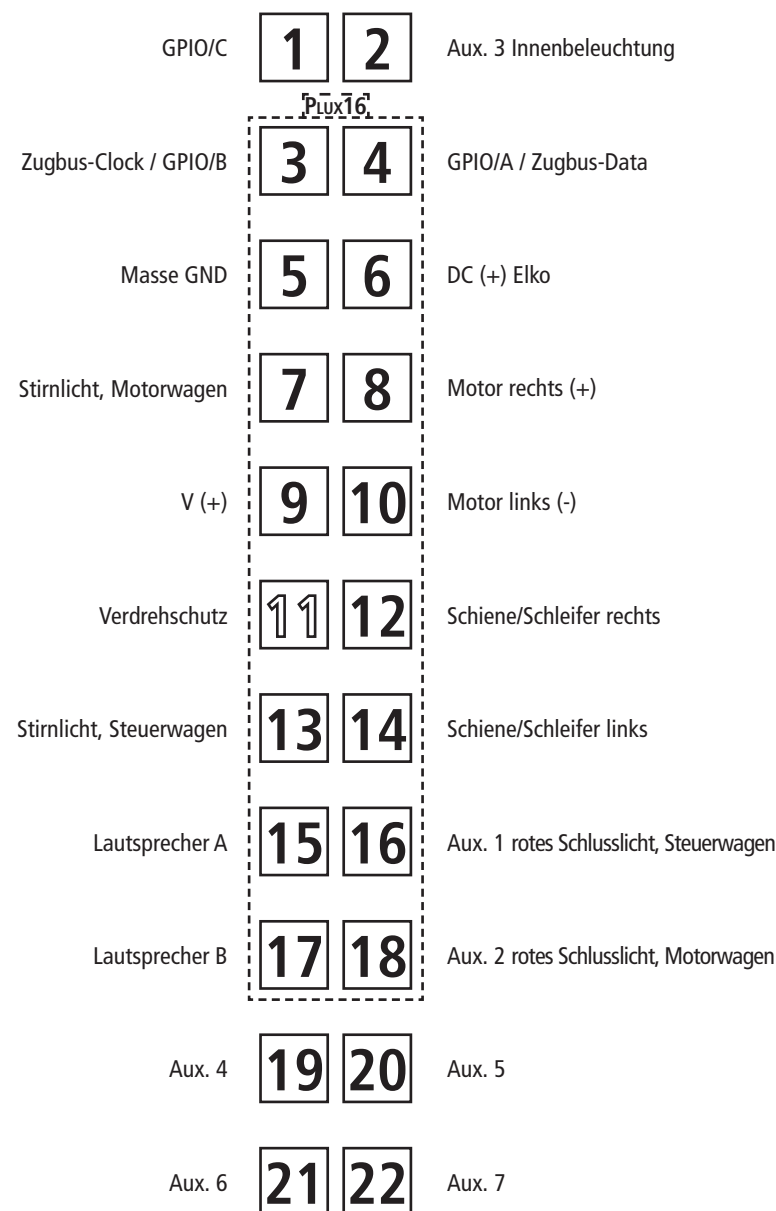 GPIO/C 1 2 Aux. 3 Innenbeleuchtung
PLUX16
Zugbus-Clock / GPIO/B 3 4 GPIO/A / Zugbus-Data
Masse GND 5 6 DC (+) Elko
Stirnlicht, Motorwagen 7 8 Motor rechts (+)
V (+) 9 10 Motor links (-)
Verdrehschutz 11 12 Schiene/Schleifer rechts
Stirnlicht, Steuerwagen 13 14 Schiene/Schleifer links
Lautsprecher A 15 16 Aux. 1 rotes Schlusslicht, Steuerwagen
Lautsprecher B 17 18 Aux. 2 rotes Schlusslicht, Motorwagen
Aux. 4 19 20 Aux. 5
Aux. 6 21 22 Aux. 7